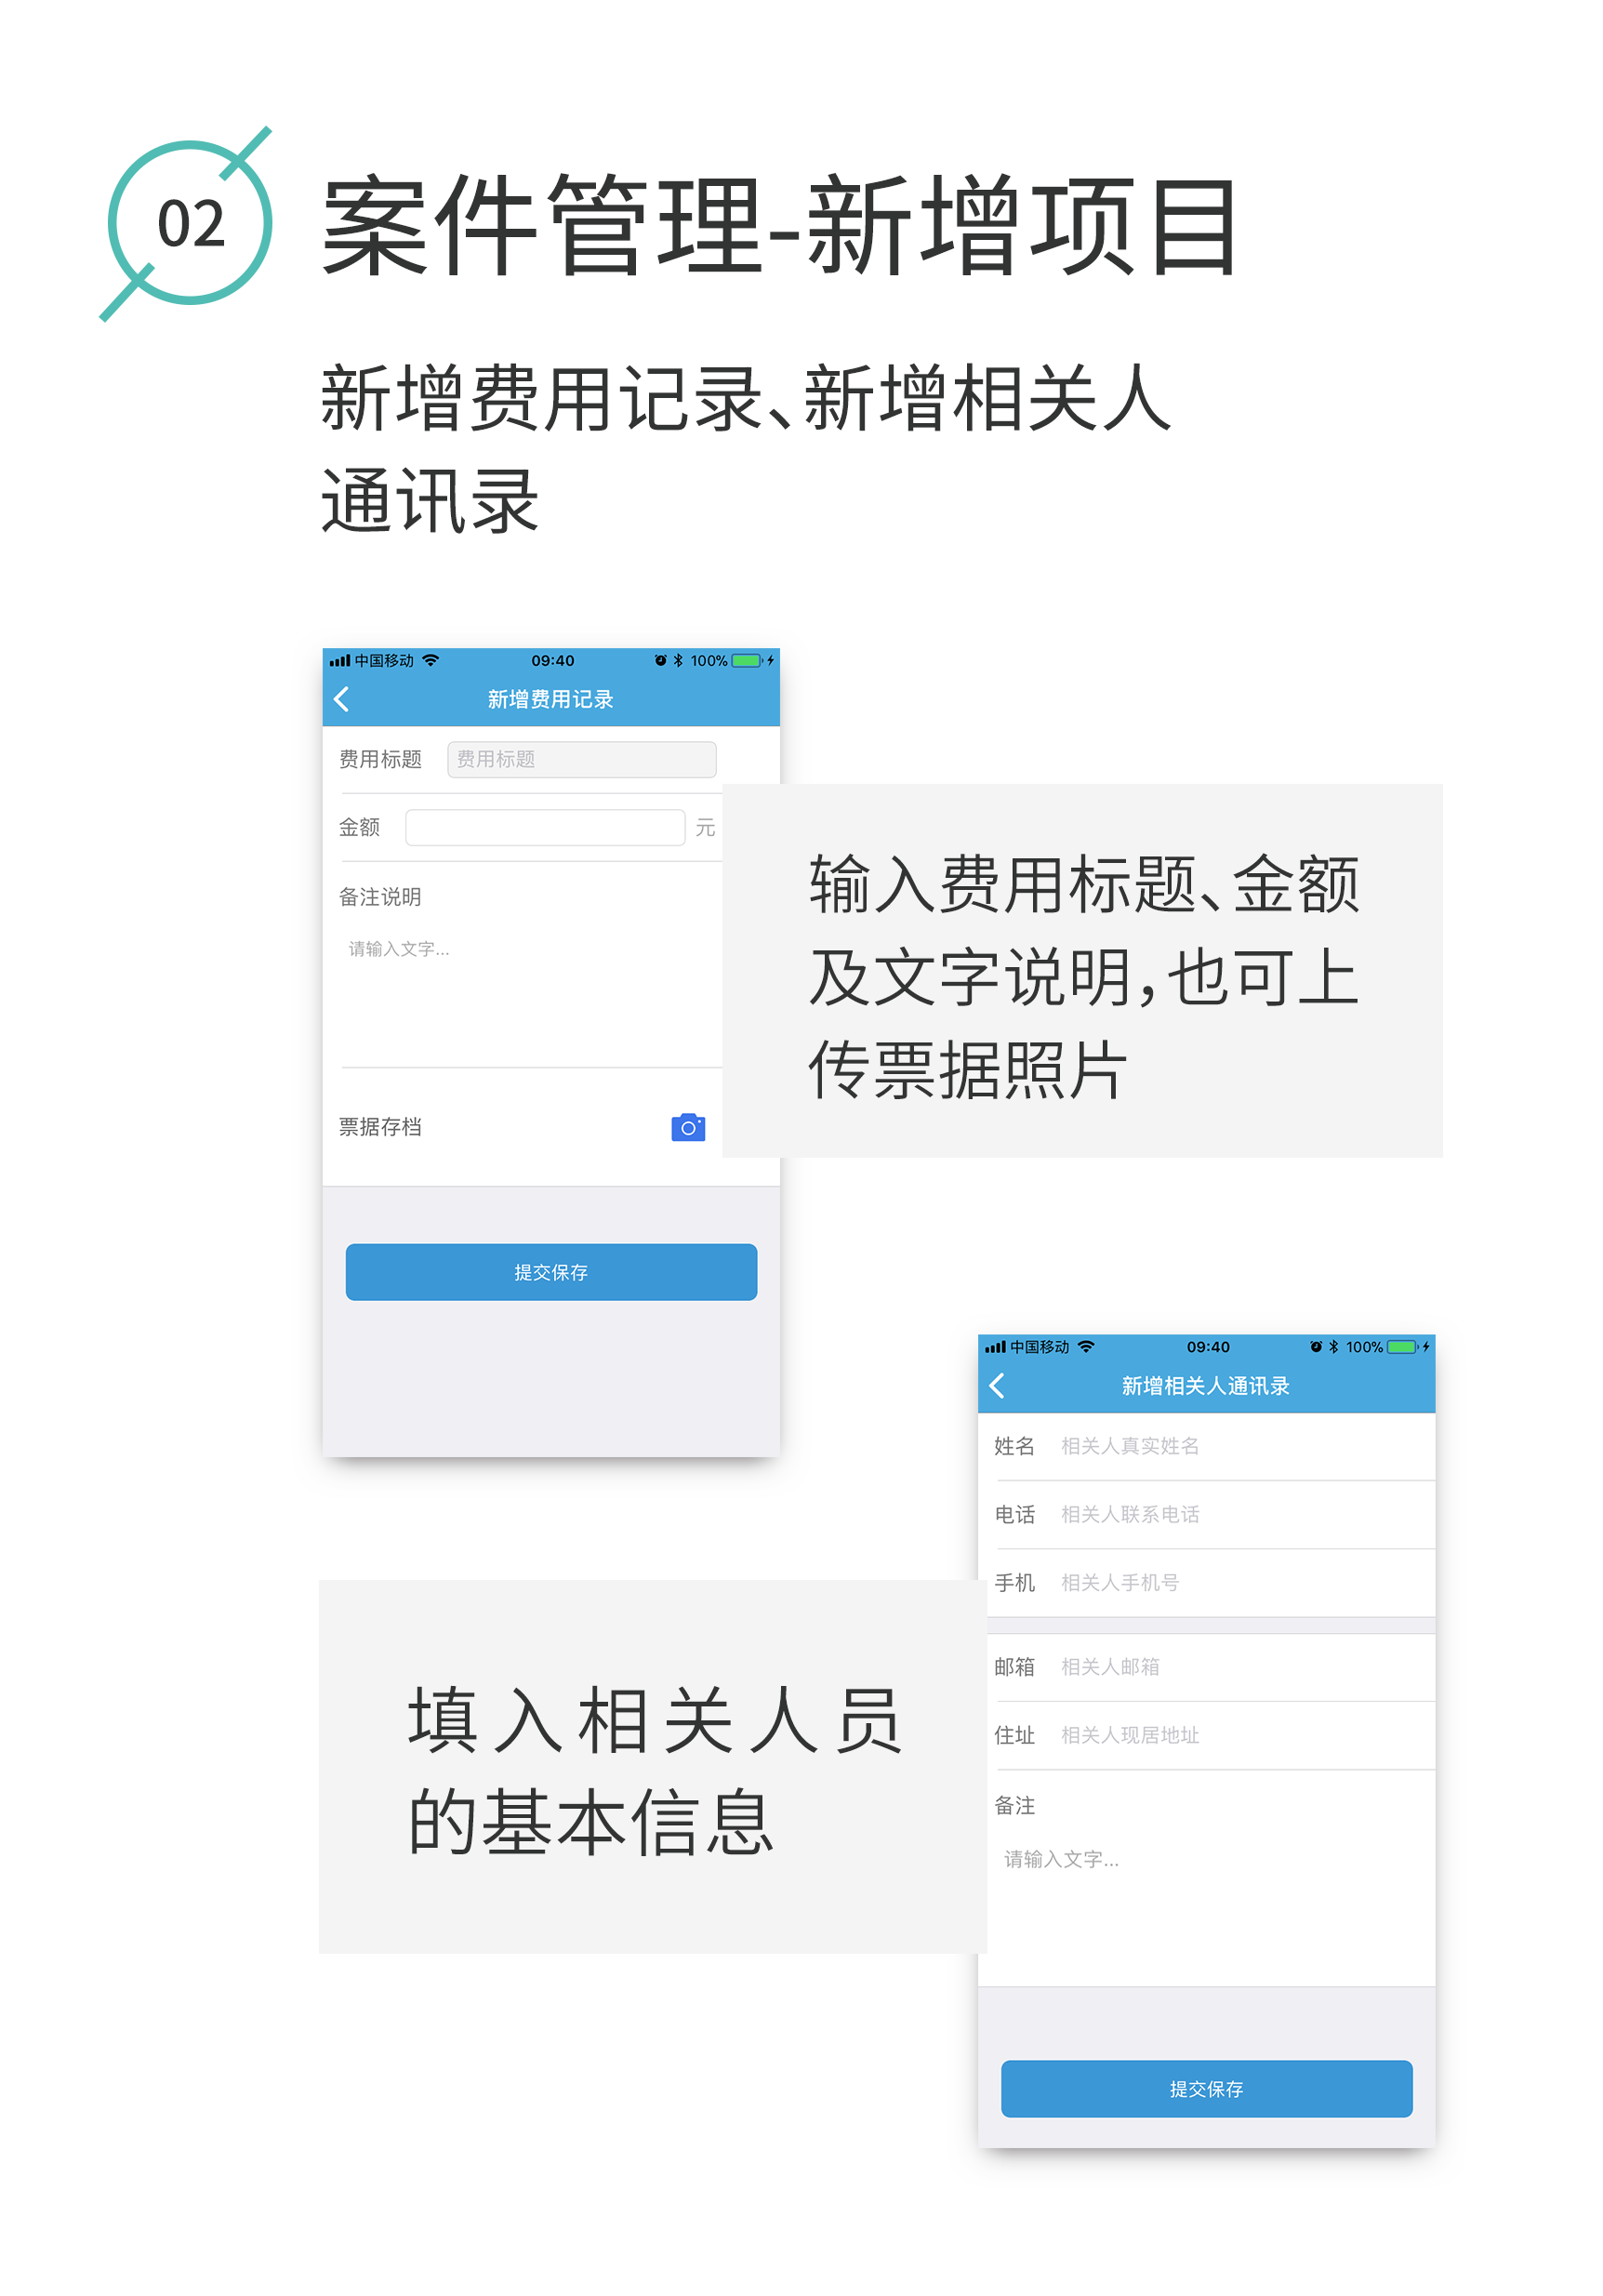 02
案件管理-新增项目
新增费用记录、新增相关人
通讯录
中国移动 09:40 100%
新增费用记录
费用标题 费用标题
金额 元
备注说明
请输入文字...
票据存档
提交保存
输入费用标题、金额
及文字说明，也可上
传票据照片
中国移动 09:40 100%
新增相关人通讯录
姓名 相关人真实姓名
电话 相关人联系电话
手机 相关人手机号
邮箱 相关人邮箱
住址 相关人现居地址
备注
请输入文字...
提交保存
填入相关人员
的基本信息